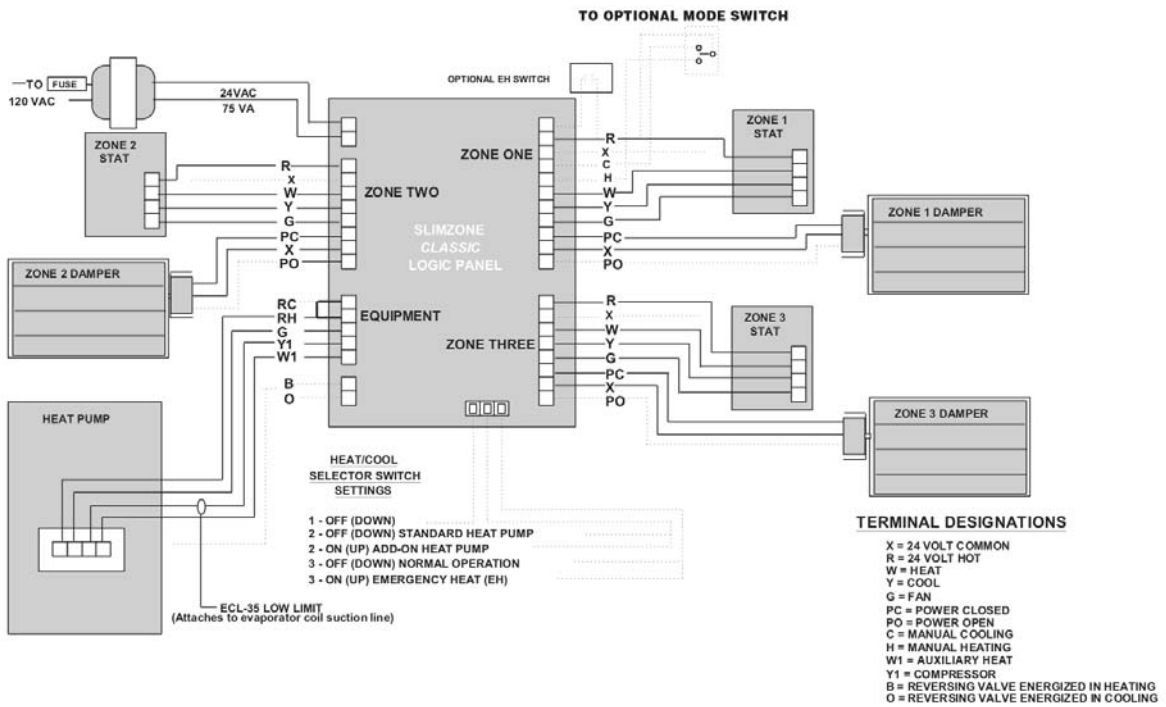 TO OPTIONAL MODE SWITCH
TO FUSE
120 VAC
24VAC
75 VA
OPTIONAL EH SWITCH
ZONE 2
STAT
R
X
W
Y
G
PC
X
PO
ZONE TWO
ZONE 2 DAMPER
ZONE ONE
R
X
C
H
W
Y
G
PC
X
PO
ZONE 1
STAT
ZONE 1 DAMPER
SLIMZONE
CLASSIC
LOGIC PANEL
RC
RH
G
Y1
W1
B
O
EQUIPMENT
ZONE THREE
R
X
W
Y
G
PC
X
PO
ZONE 3
STAT
ZONE 3 DAMPER
HEAT PUMP
HEAT/COOL
SELECTOR SWITCH
SETTINGS
1 - OFF (DOWN)
2 - OFF (DOWN) STANDARD HEAT PUMP
2 - ON (UP) ADD-ON HEAT PUMP
3 - OFF (DOWN) NORMAL OPERATION
3 - ON (UP) EMERGENCY HEAT (EH)
ECL-35 LOW LIMIT
(Attaches to evaporator coil suction line)
TERMINAL DESIGNATIONS
X = 24 VOLT COMMON
R = 24 VOLT HOT
W = HEAT
Y = COOL
G = FAN
PC = POWER CLOSED
PO = POWER OPEN
C = MANUAL COOLING
H = MANUAL HEATING
W1 = AUXILIARY HEAT
Y1 = COMPRESSOR
B = REVERSING VALVE ENERGIZED IN HEATING
O = REVERSING VALVE ENERGIZED IN COOLING